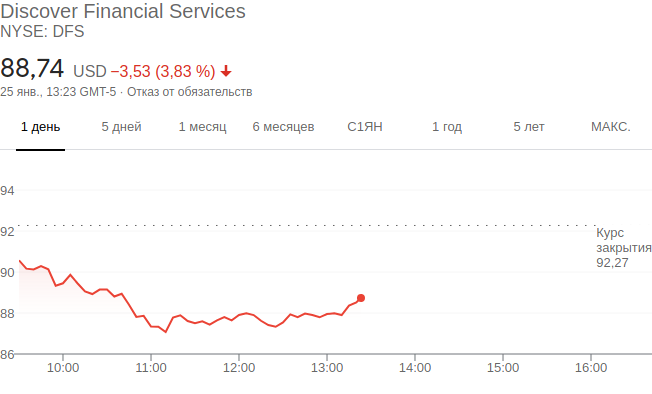 Discover Financial Services
NYSE: DFS
88,74 USD −3,53 (3,83 %)
25 янв., 13:23 GMT-5 · Отказ от обязательств
1 день 5 дней 1 месяц 6 месяцев С1ЯН 1 год 5 лет МАКС.
94
92
Курс
закрытия
92,27
90
88
86
10:00 11:00 12:00 13:00 14:00 15:00 16:00